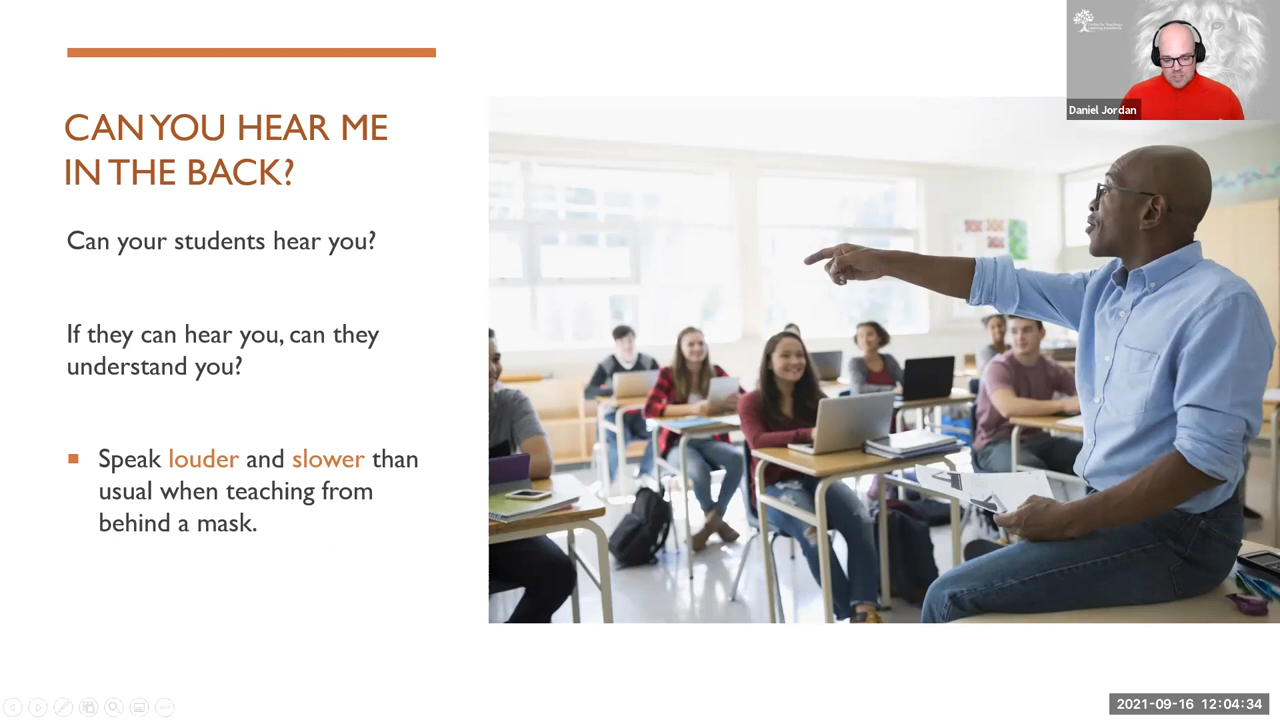 CAN YOU HEAR ME
IN THE BACK?
Can your students hear you?
If they can hear you, can they
understand you?
Speak louder and slower than
usual when teaching from
behind a mask.
Daniel Jordan
2021-09-16 12:04:34